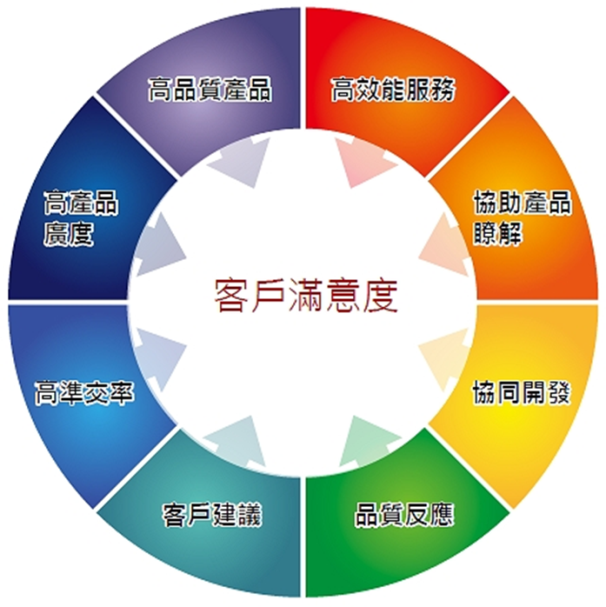 高品質產品
高效能服務
高產品
廣度
協助產品
瞭解
客戶滿意度
高準交率
協同開發
客戶建議
品質反應